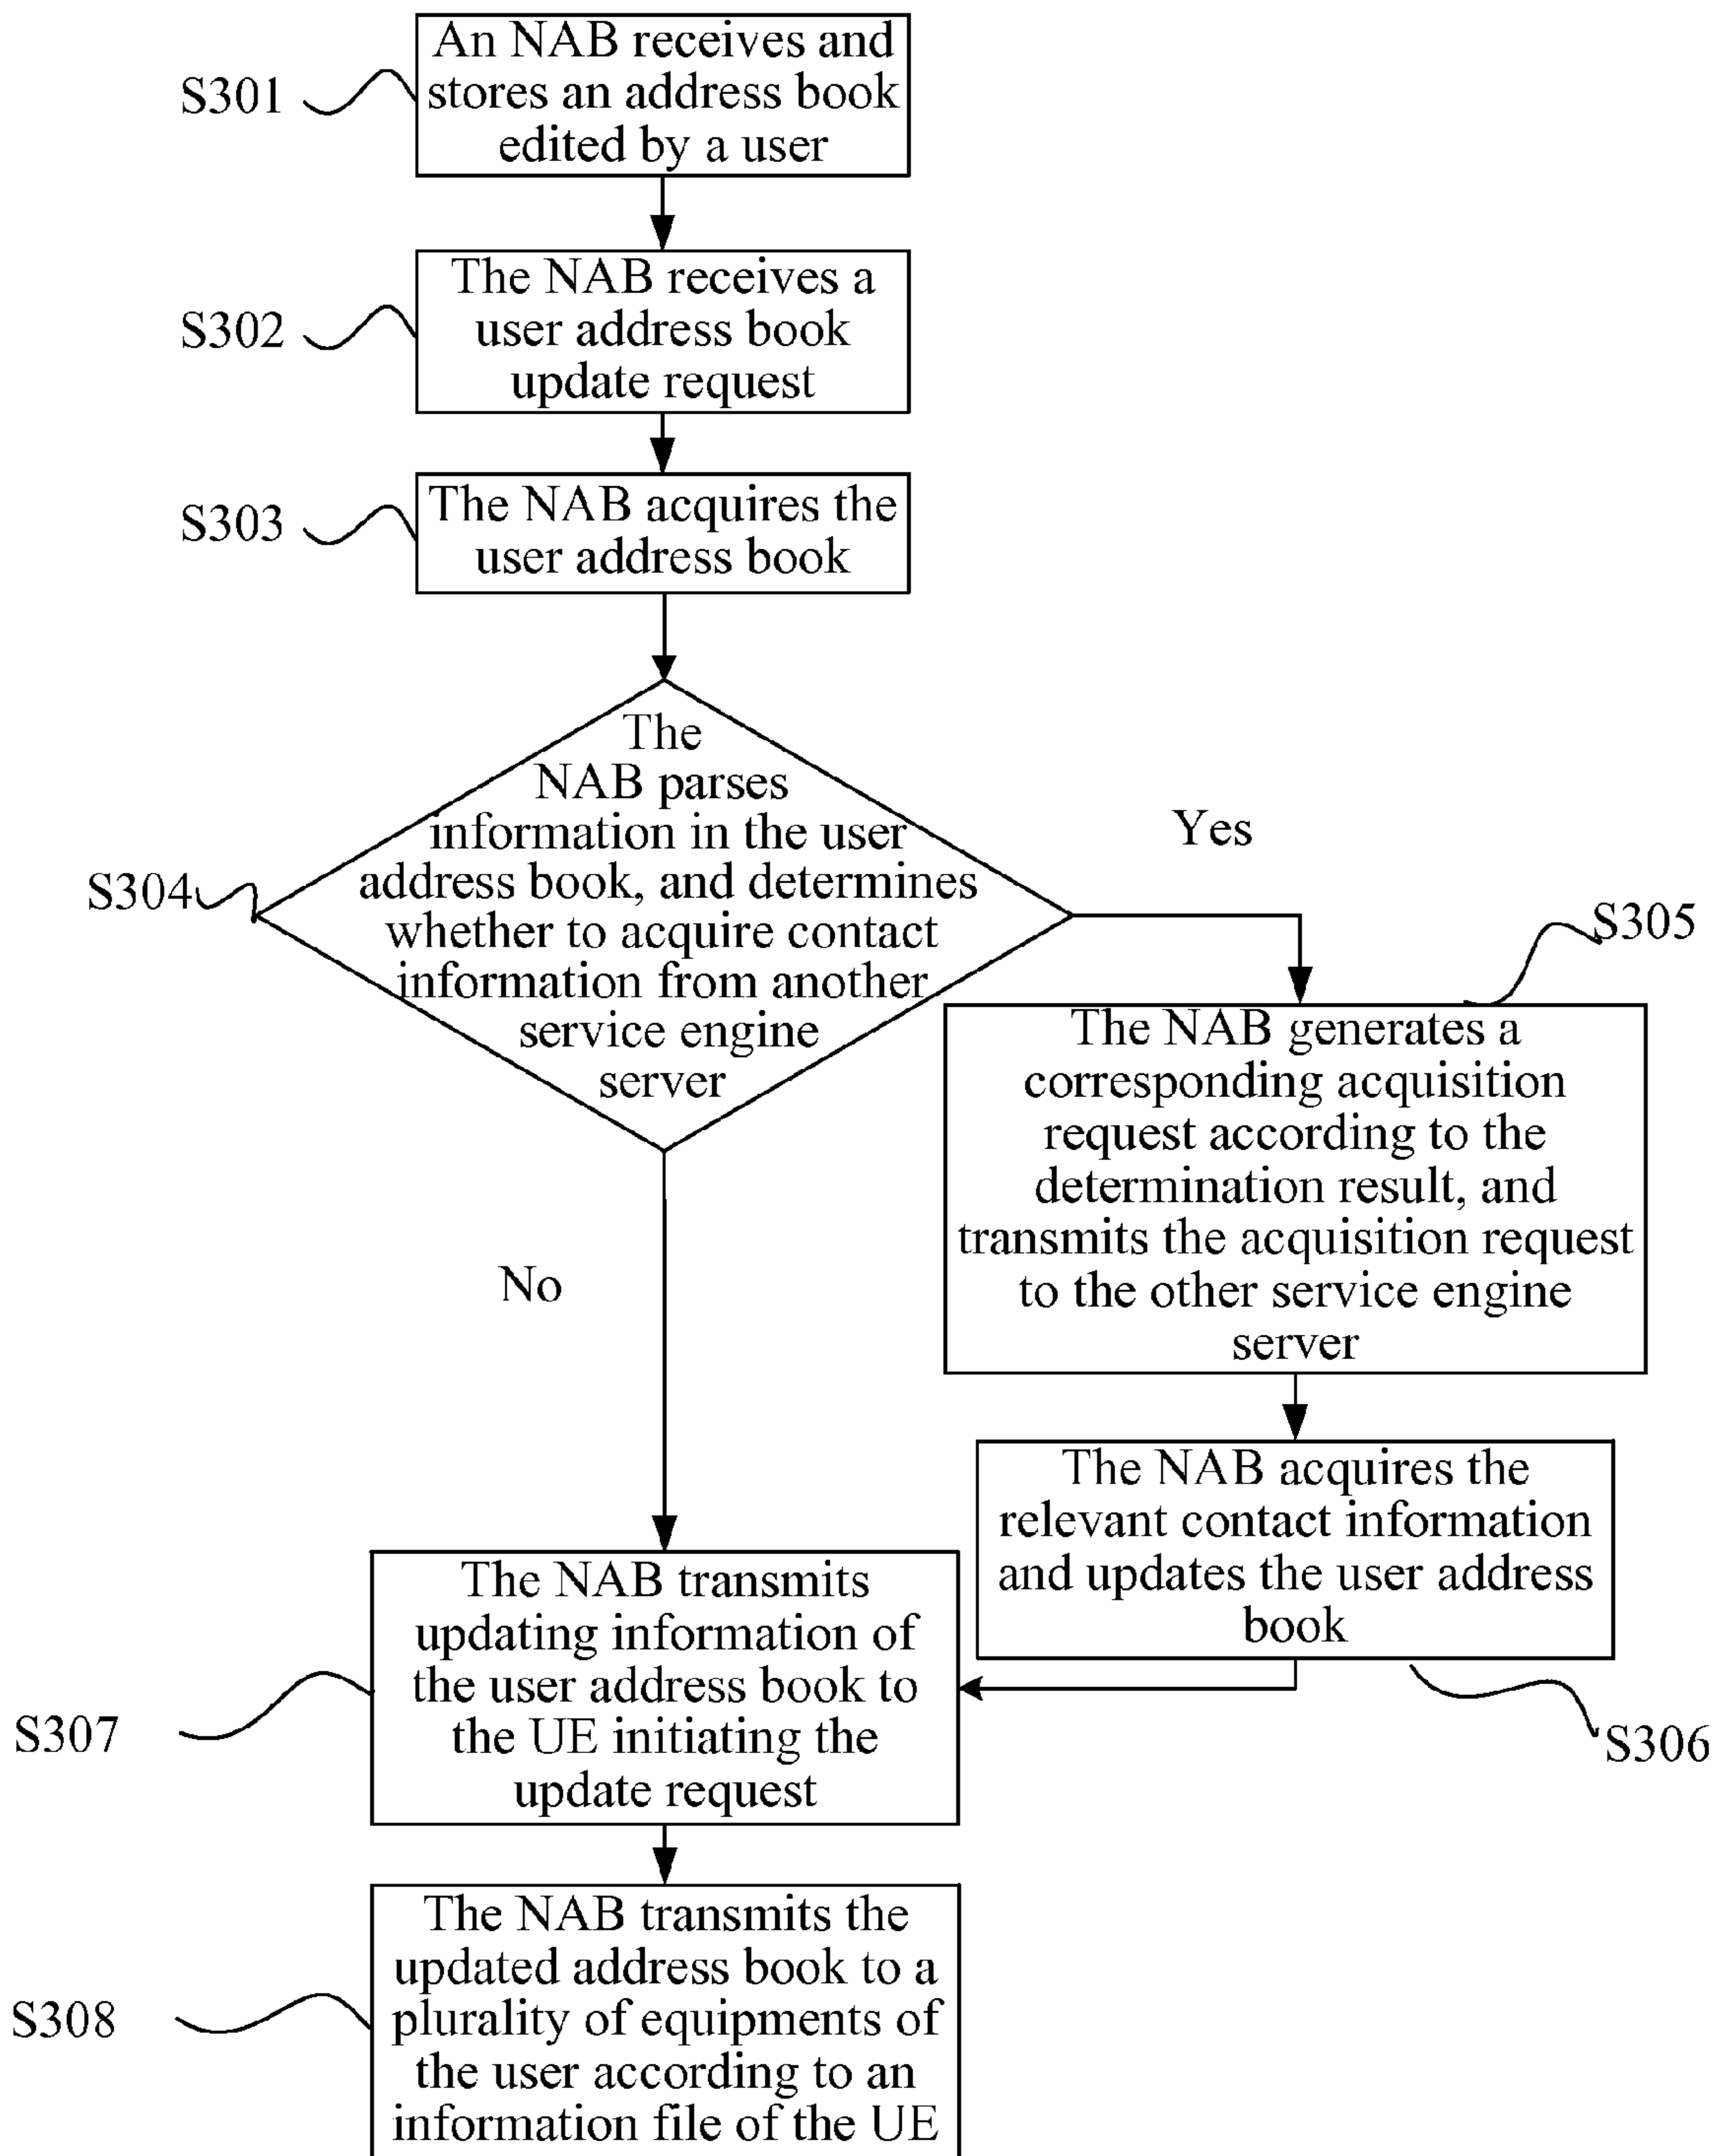 An NAB receives and
stores an address book
edited by a user
S301
The NAB receives a
user address book
update request
S302
The NAB acquires the
user address book
S303
The
NAB parses
information in the user
address book, and determines
whether to acquire contact
information from another
service engine
server
S304
Yes
S305
The NAB generates a
corresponding acquisition
request according to the
determination result, and
transmits the acquisition request
to the other service engine
server
No
The NAB acquires the
relevant contact information
and updates the user address
book
S306
The NAB transmits
updating information of
the user address book to
the UE initiating the
update request
S307
The NAB transmits the
updated address book to a
plurality of equipments of
the user according to an
information file of the UE
S308